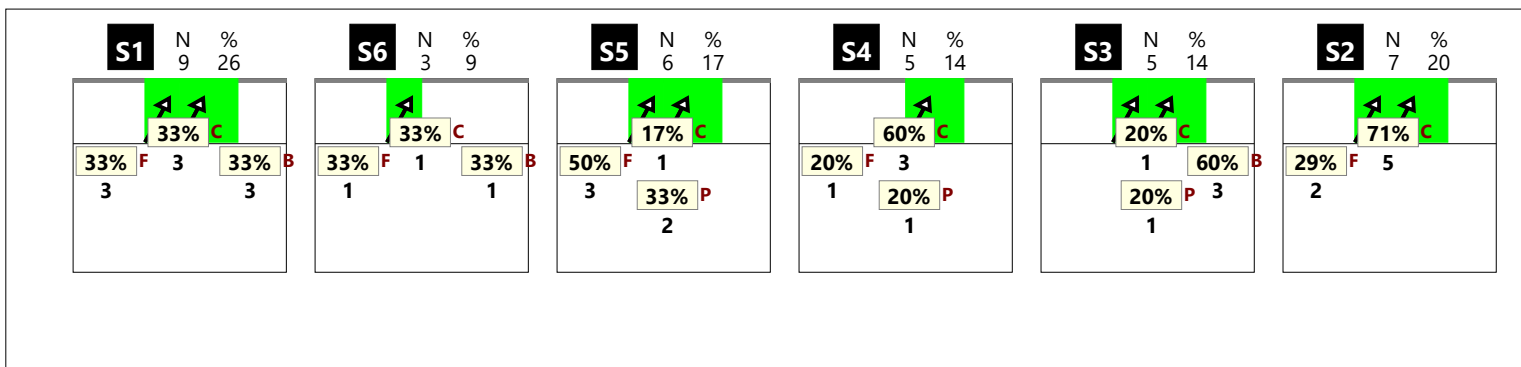 S1 N % 9 26
33% C
3
33% F
3
33% B
3
S6 N % 3 9
33% C
1
33% F
1
33% B
1
S5 N % 6 17
17% C
1
50% F
3
33% P
2
S4 N % 5 14
60% C
3
20% F
1
20% P
1
S3 N % 5 14
20% C
1
60% B
3
20% P
1
S2 N % 7 20
71% C
5
29% F
2